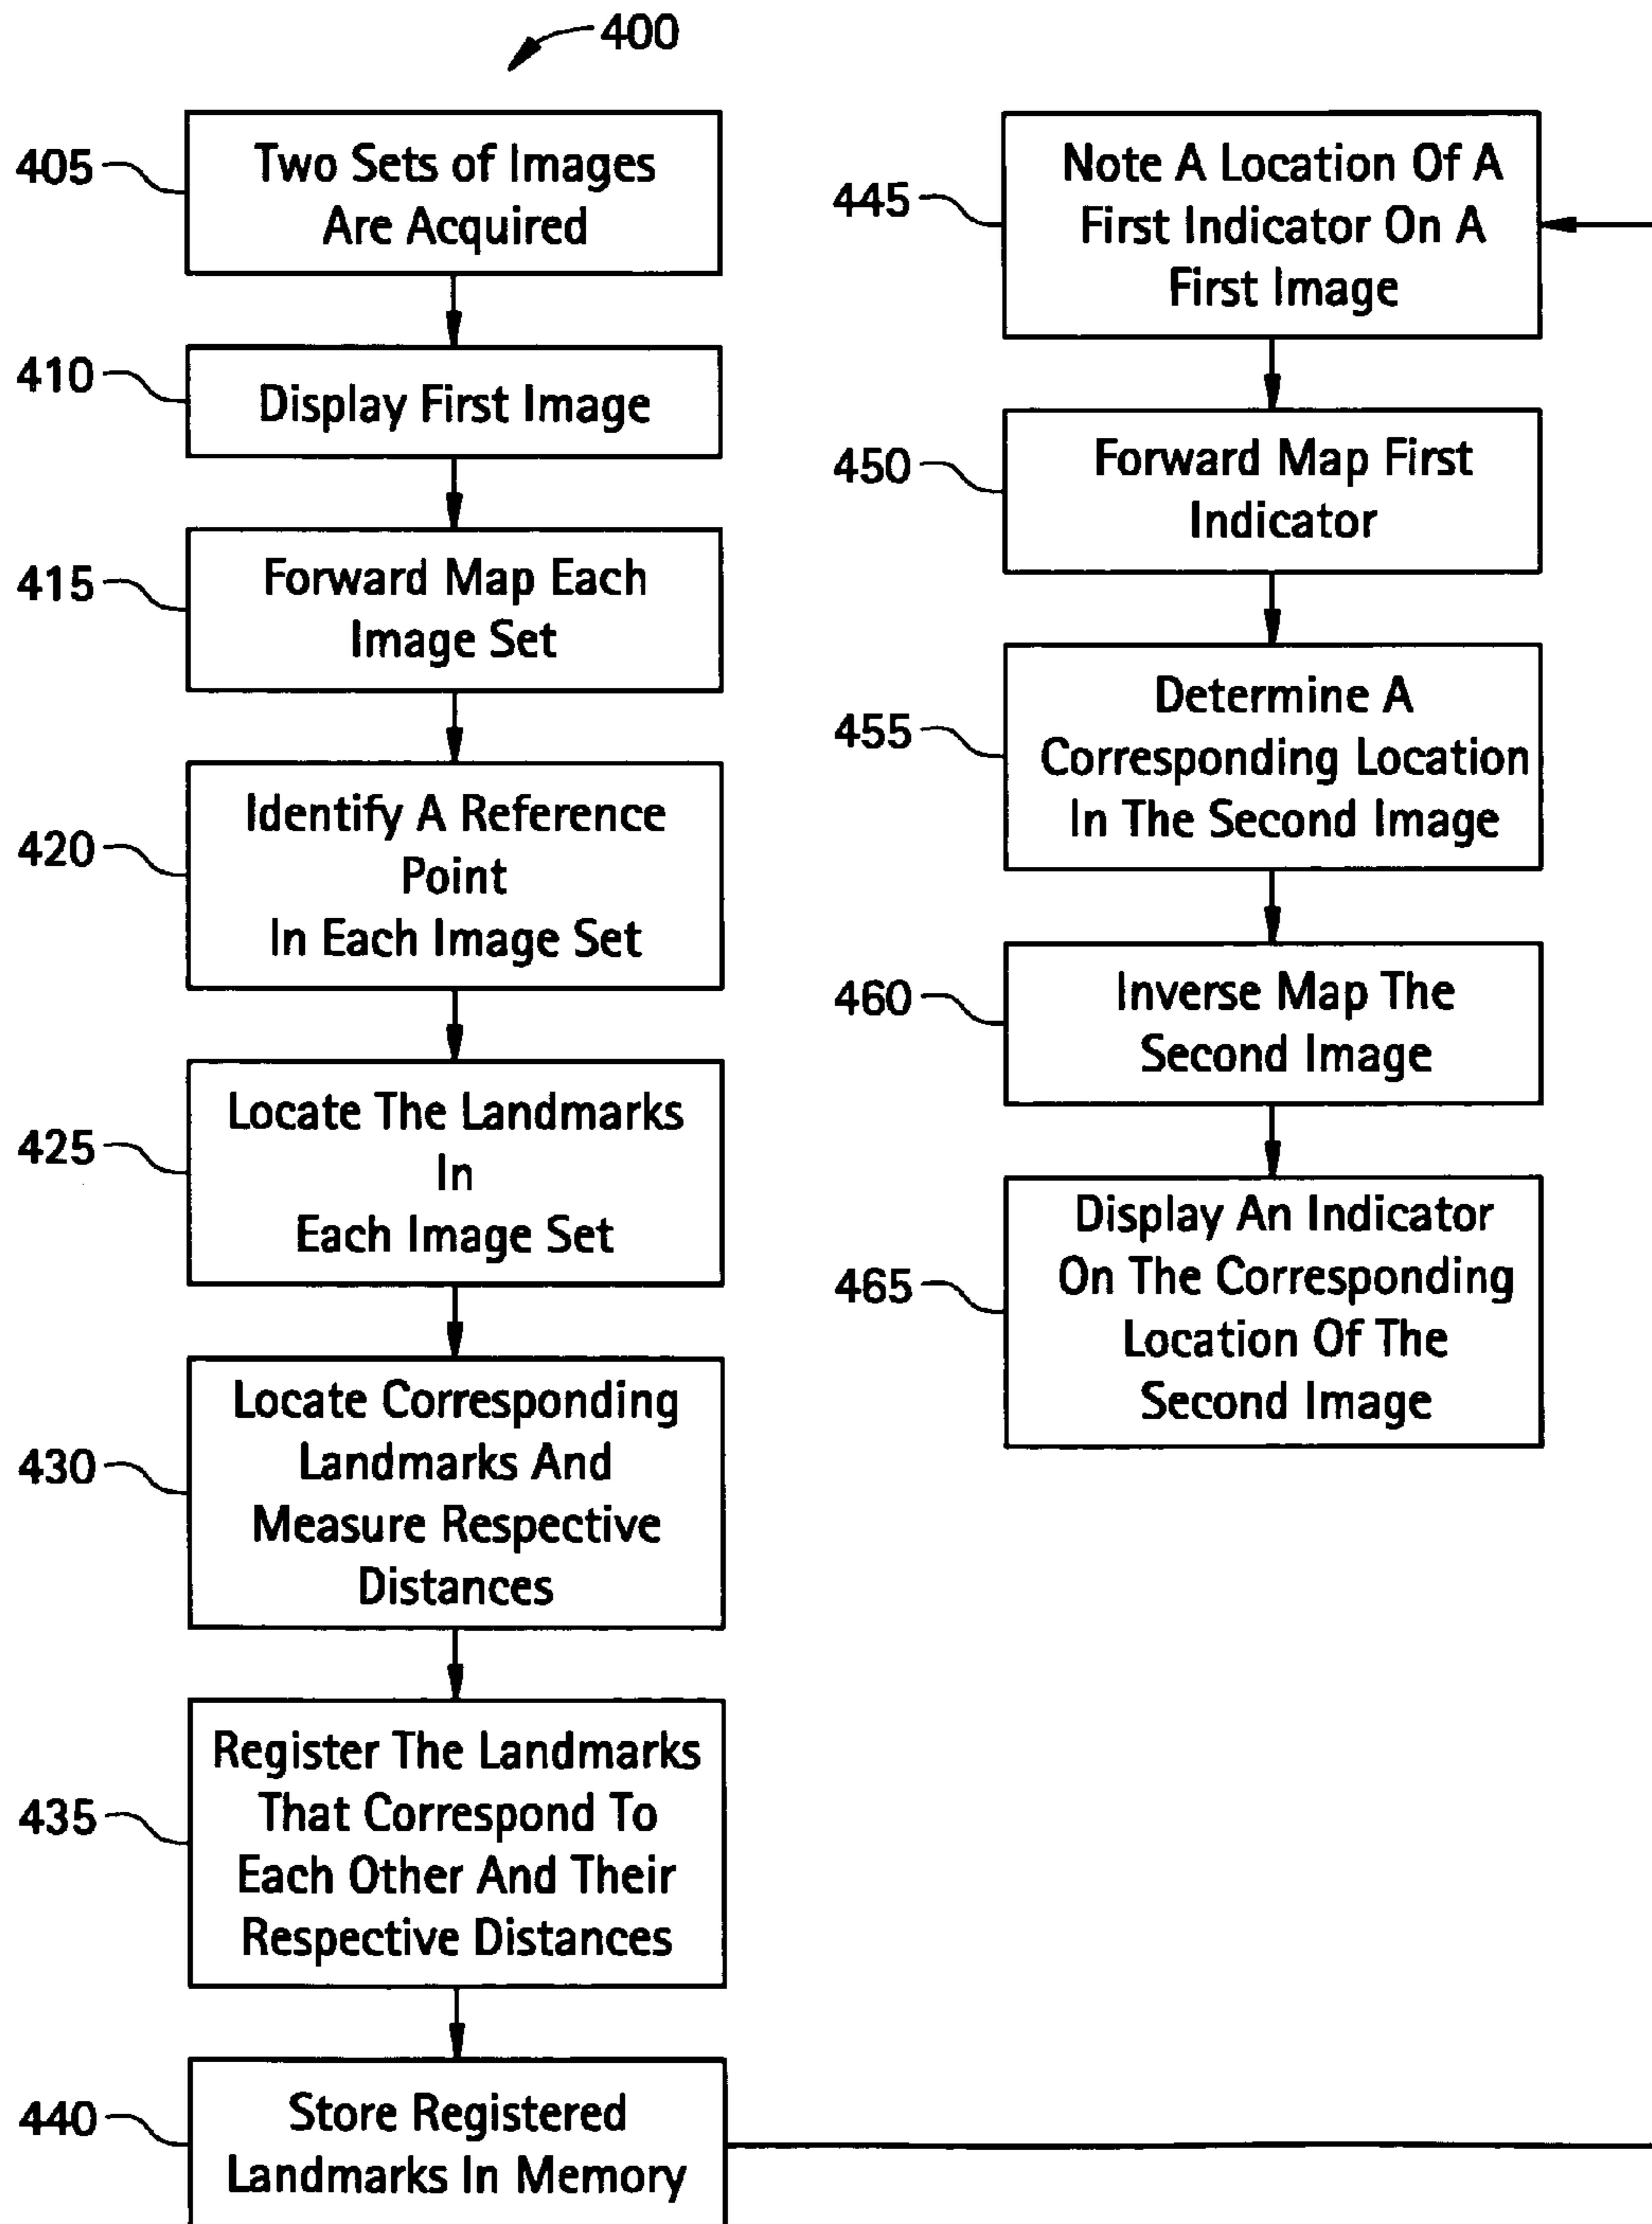 400
405
Two Sets of Images
Are Acquired
410
Display First Image
415
Forward Map Each
Image Set
420
Identify A Reference
Point
In Each Image Set
425
Locate The Landmarks
In
Each Image Set
430
Locate Corresponding
Landmarks And
Measure Respective
Distances
435
Register The Landmarks
That Correspond To
Each Other And Their
Respective Distances
440
Store Registered
Landmarks In Memory
445
Note A Location Of A
First Indicator On A
First Image
450
Forward Map First
Indicator
455
Determine A
Corresponding Location
In The Second Image
460
Inverse Map The
Second Image
465
Display An Indicator
On The Corresponding
Location Of The
Second Image